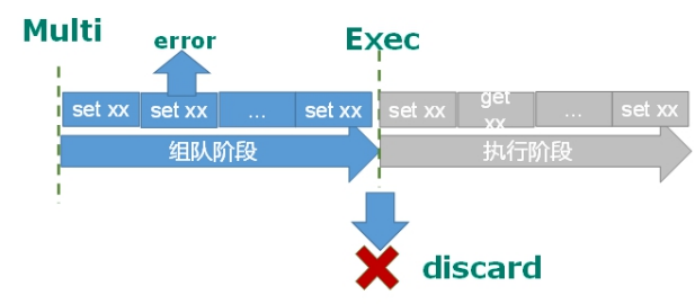 Multi
error
Exec
set xx
set xx
...
set xx
set xx
get
xx
...
set xx
组队阶段
执行阶段
discard